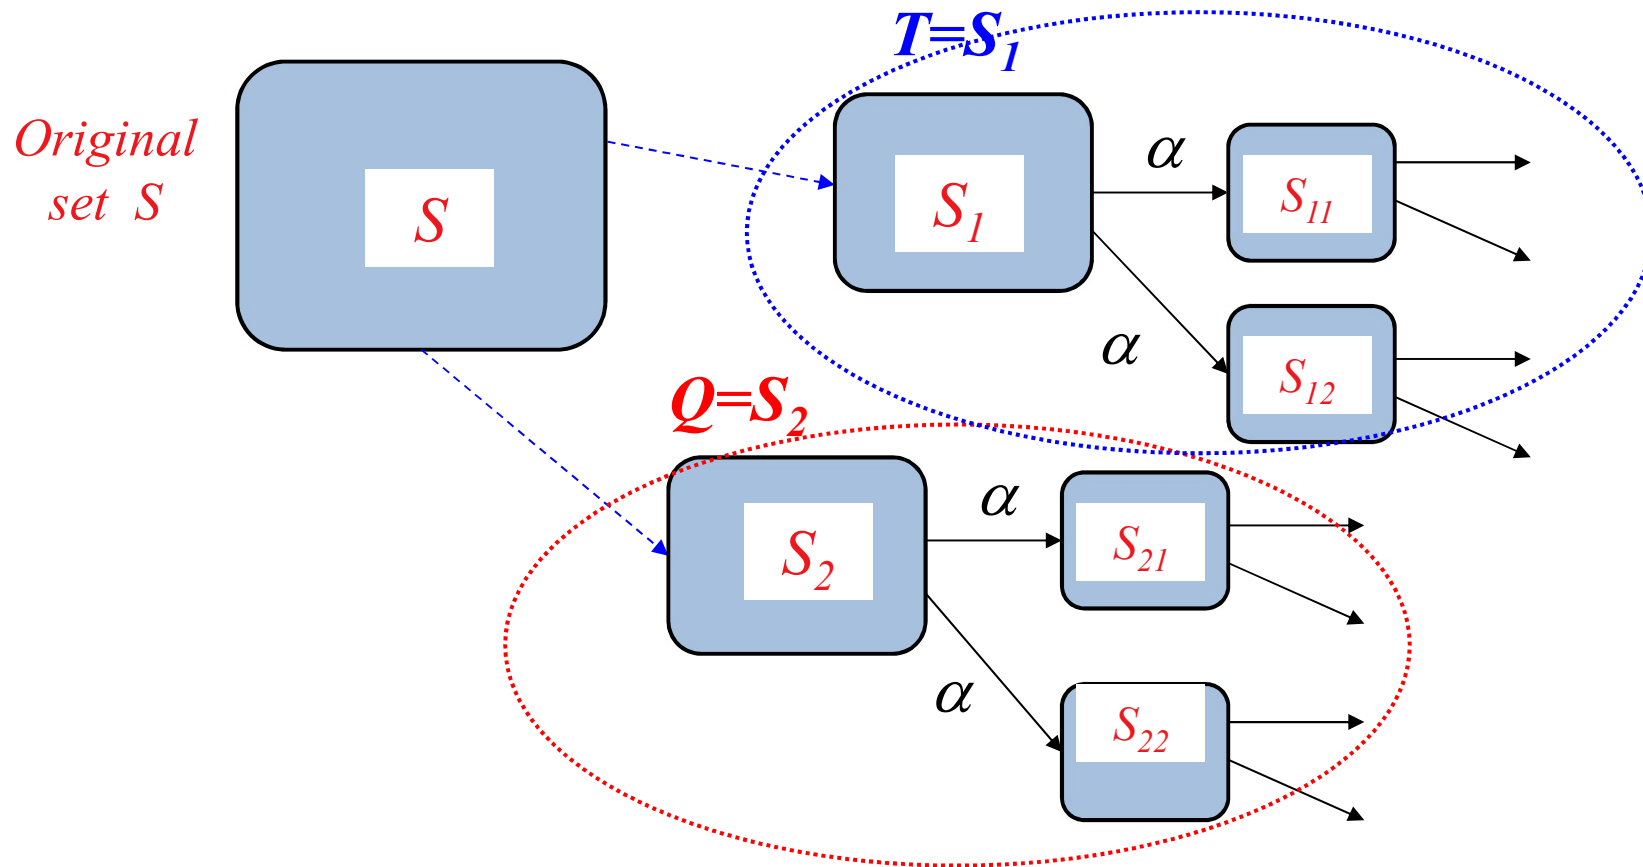 T=S₁
Original
set S
S
S₁
α
S₁₁
α
S₁₂
Q=S₂
S₂
α
S₂₁
α
S₂₂